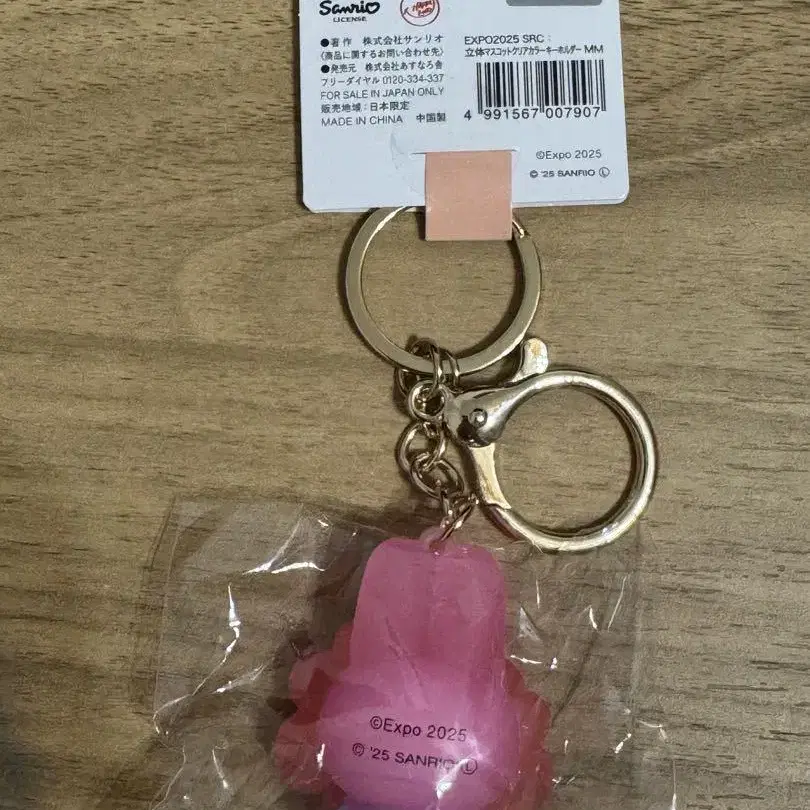 Sanrio
LICENSE
●著作 株式会社サンリオ
(商品に関するお問い合わせ先)
●発売元 株式会社あすなろ舎
フリーダイヤル 0120-334-337
FOR SALE IN JAPAN ONLY
販売地域:日本限定
MADE IN CHINA 中国製
EXPO2025 SRC:
立体マスコットクリアカラーキーホルダー MM
4 991567 007907
©Expo 2025
© '25 SANRIO Ⓛ
©Expo 2025
© '25 SANRIO Ⓛ